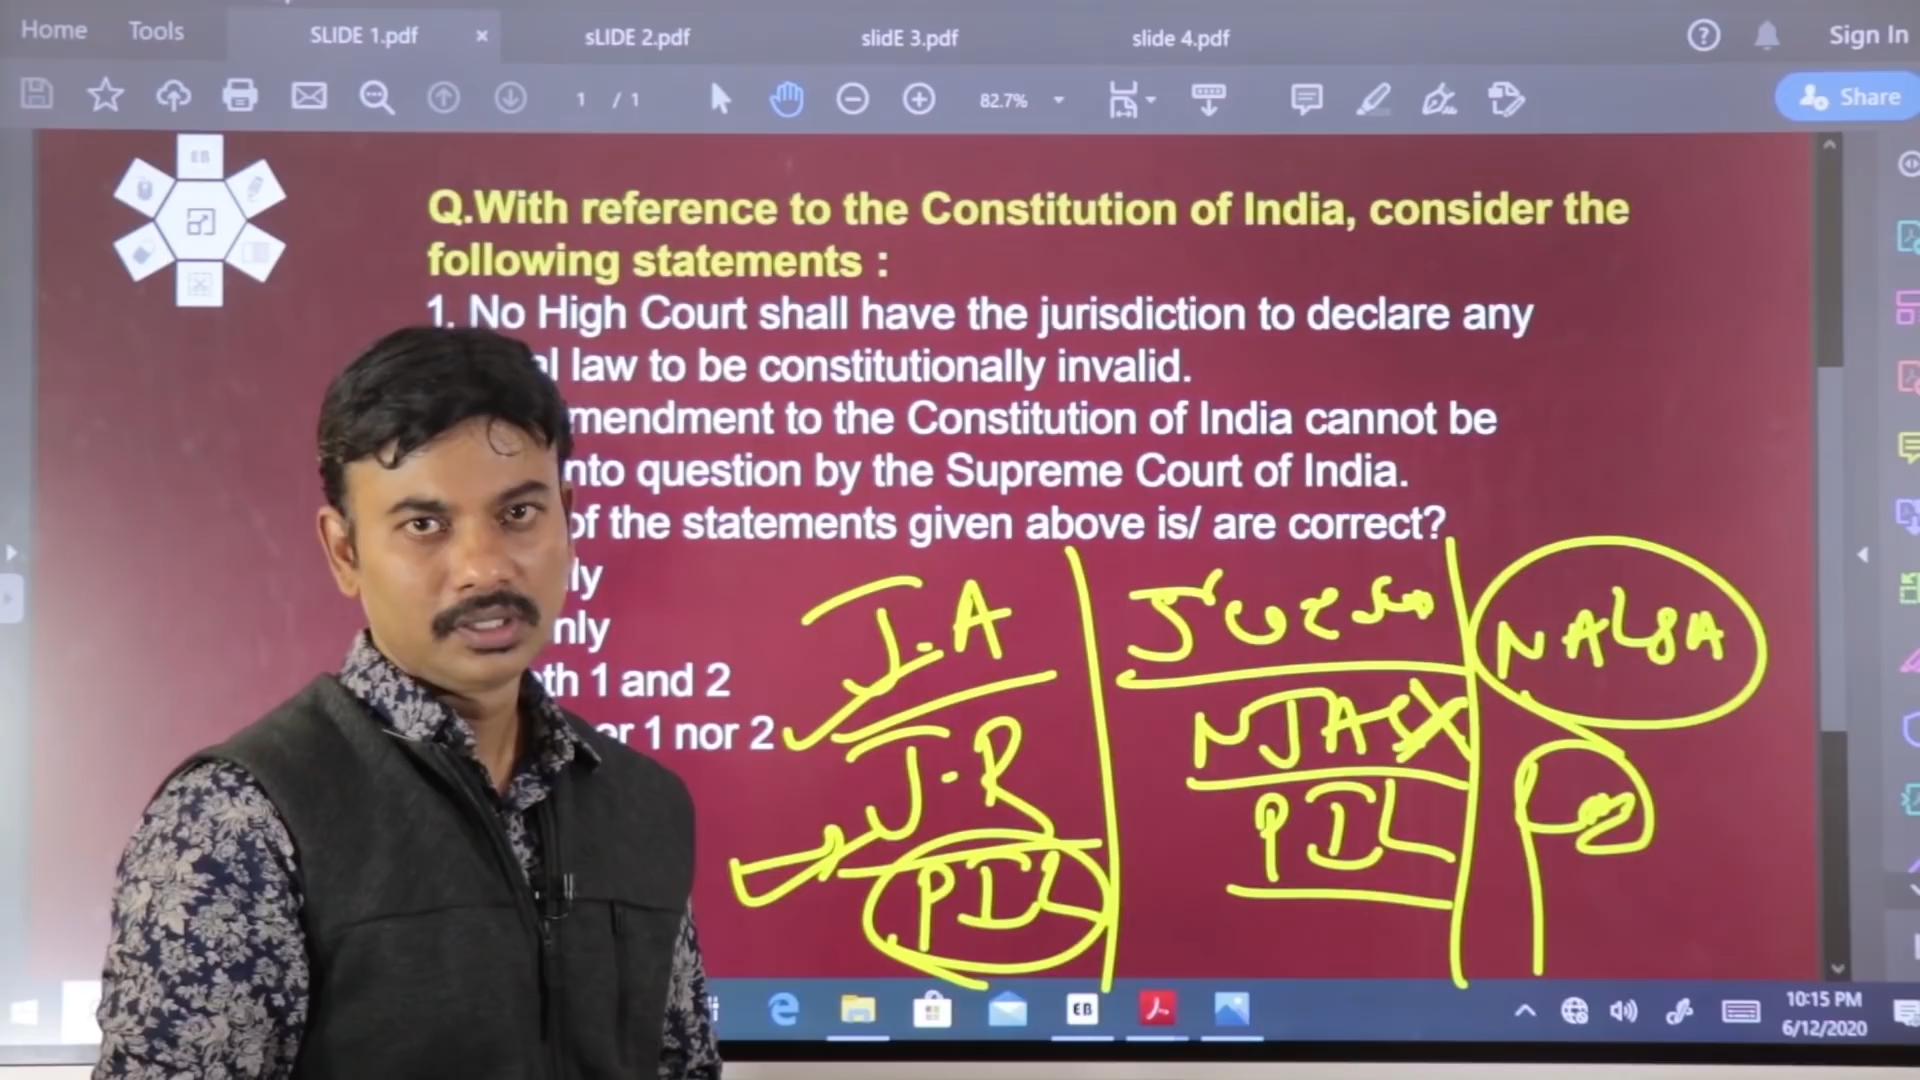 Home Tools SLIDE 1.pdf × sLIDE 2.pdf slidE 3.pdf slide 4.pdf ? Sign In
1 / 1 82.7% Share
EB
Q.With reference to the Constitution of India, consider the
following statements :
1. No High Court shall have the jurisdiction to declare any
al law to be constitutionally invalid.
mendment to the Constitution of India cannot be
nto question by the Supreme Court of India.
of the statements given above is/ are correct?
ly
nly
th 1 and 2
or 1 nor 2
J.A
J.R
PIL
NJAC
PIL
NALSA
EB
10:15 PM
6/12/2020